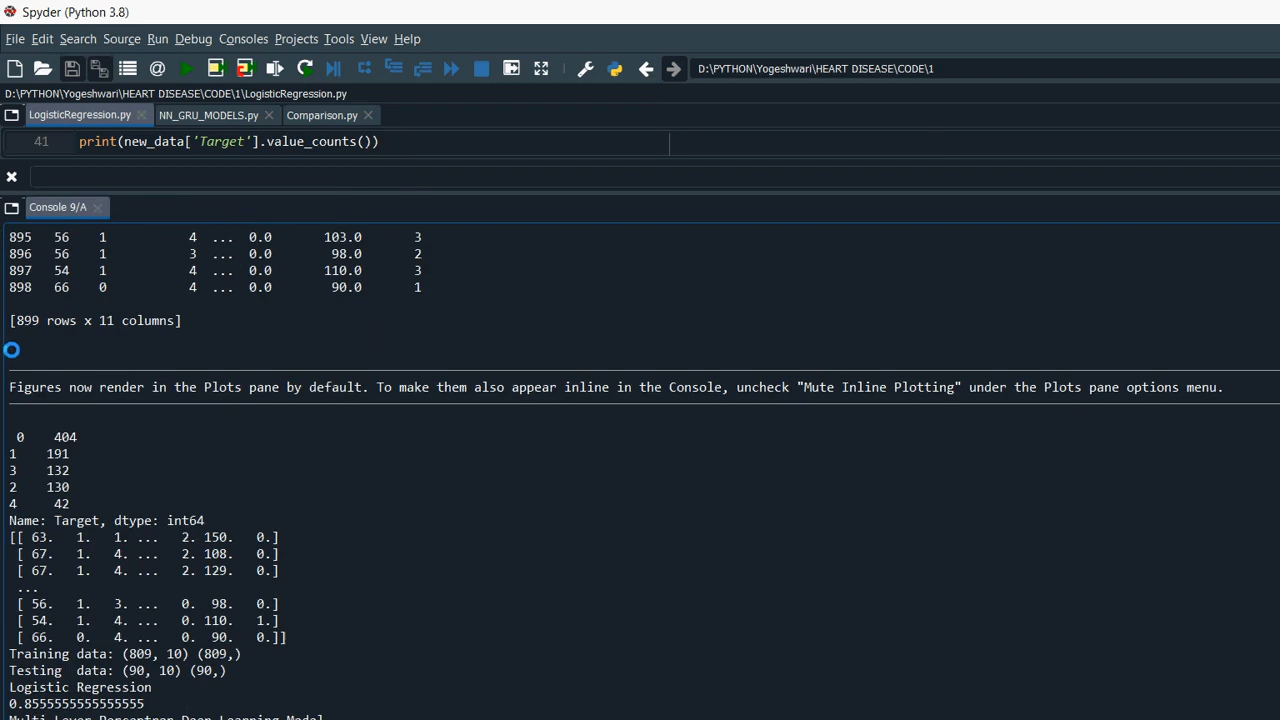 Spyder (Python 3.8)
File Edit Search Source Run Debug Consoles Projects Tools View Help
D:\PYTHON\Yogeshwari\HEART DISEASE\CODE\1
D:\PYTHON\Yogeshwari\HEART DISEASE\CODE\1\LogisticRegression.py
LogisticRegression.py NN_GRU_MODELS.py Comparison.py
41 print(new_data['Target'].value_counts())
Console 9/A
895 56 1 4 ... 0.0 103.0 3
896 56 1 3 ... 0.0 98.0 2
897 54 1 4 ... 0.0 110.0 3
898 66 0 4 ... 0.0 90.0 1
[899 rows x 11 columns]
Figures now render in the Plots pane by default. To make them also appear inline in the Console, uncheck "Mute Inline Plotting" under the Plots pane options menu.
0 404
1 191
3 132
2 130
4 42
Name: Target, dtype: int64
[[ 63. 1. 1. ... 2. 150. 0.]
[ 67. 1. 4. ... 2. 108. 0.]
[ 67. 1. 4. ... 2. 129. 0.]
...
[ 56. 1. 3. ... 0. 98. 0.]
[ 54. 1. 4. ... 0. 110. 1.]
[ 66. 0. 4. ... 0. 90. 0.]]
Training data: (809, 10) (809,)
Testing data: (90, 10) (90,)
Logistic Regression
0.8555555555555555
Multi Layer Perceptron Deep Learning Model